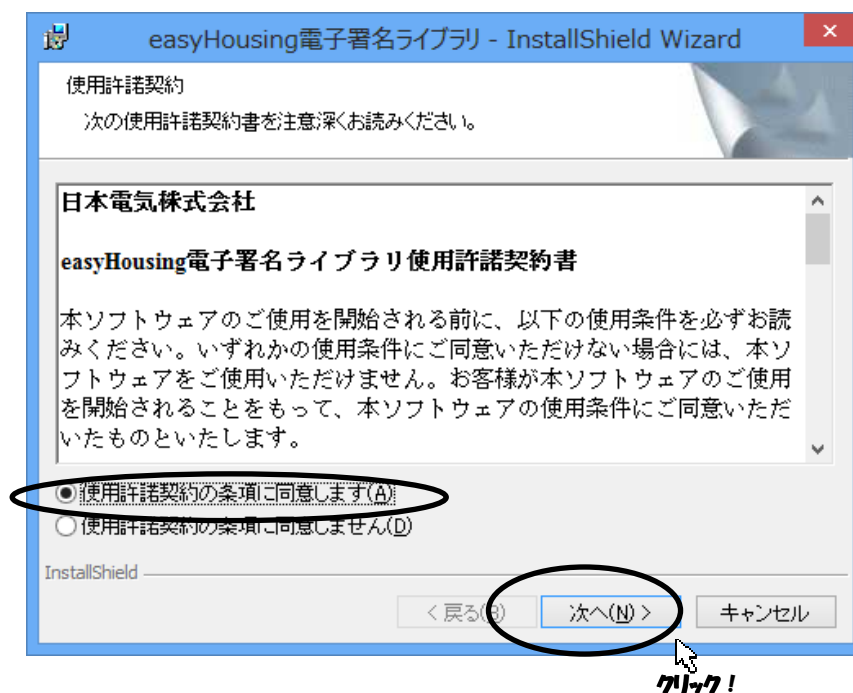 easyHousing電子署名ライブラリ - InstallShield Wizard
使用許諾契約
次の使用許諾契約書を注意深くお読みください。
日本電気株式会社
easyHousing電子署名ライブラリ使用許諾契約書
本ソフトウェアのご使用を開始される前に、以下の使用条件を必ずお読
みください。いずれかの使用条件にご同意いただけない場合には、本ソ
フトウェアをご使用いただけません。お客様が本ソフトウェアのご使用
を開始されることをもって、本ソフトウェアの使用条件にご同意いただ
いたものといたします。
使用許諾契約の条項に同意します(A)
使用許諾契約の条項に同意しません(D)
InstallShield
< 戻る(B) 次へ(N) > キャンセル
クリック！